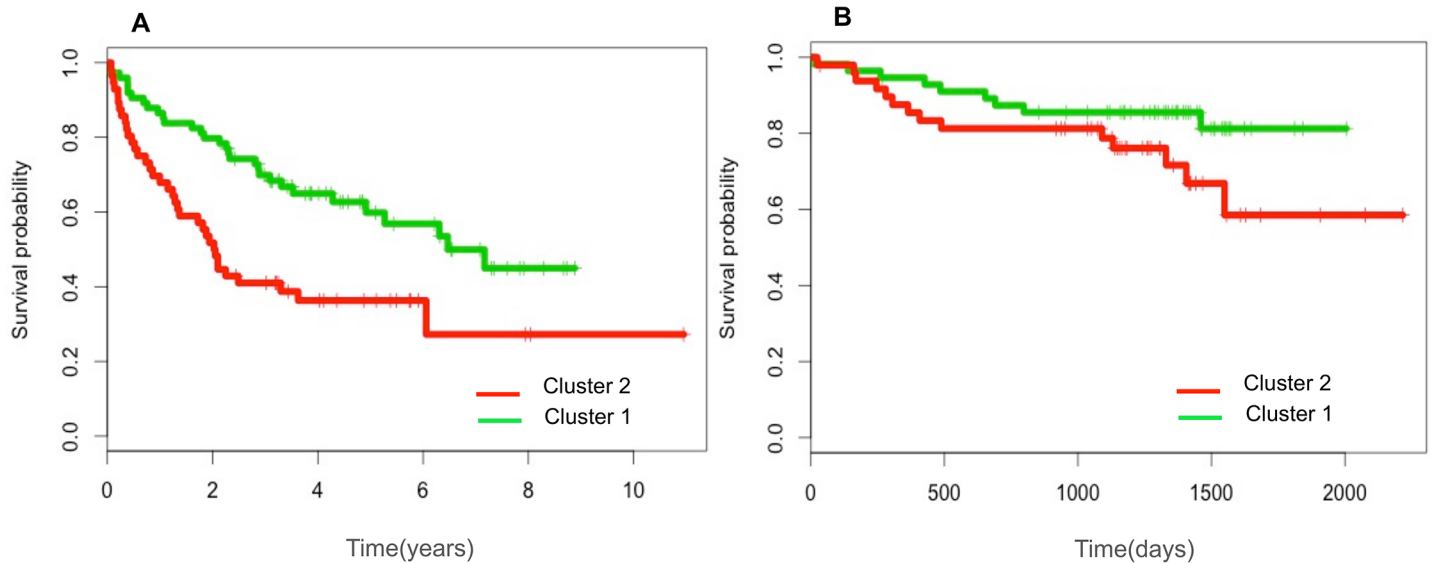 A
Survival probability
1.0
0.8
0.6
0.4
0.2
0.0
Cluster 2
Cluster 1
0 2 4 6 8 10
Time(years)
B
Survival probability
1.0
0.8
0.6
0.4
0.2
0.0
Cluster 2
Cluster 1
0 500 1000 1500 2000
Time(days)